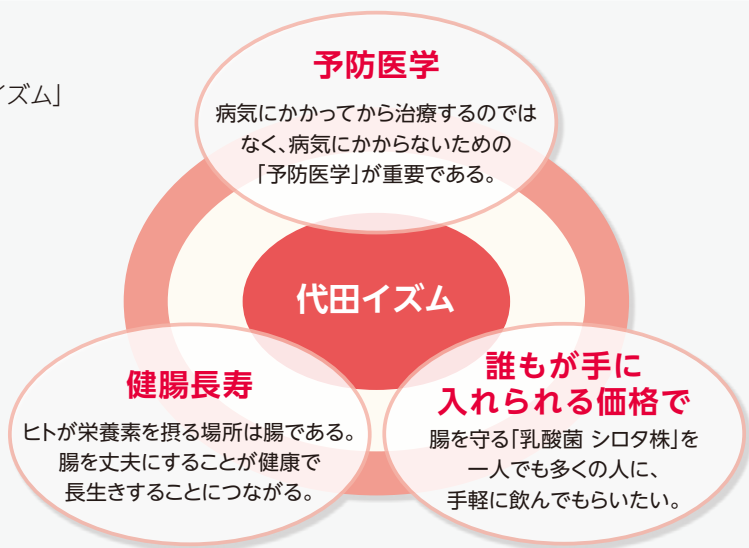 イズム」
予防医学
病気にかかってから治療するのでは
なく、病気にかからないための
「予防医学」が重要である。
代田イズム
健腸長寿
ヒトが栄養素を摂る場所は腸である。
腸を丈夫にすることが健康で
長生きすることにつながる。
誰もが手に
入れられる価格で
腸を守る「乳酸菌 シロタ株」を
一人でも多くの人に、
手軽に飲んでもらいたい。